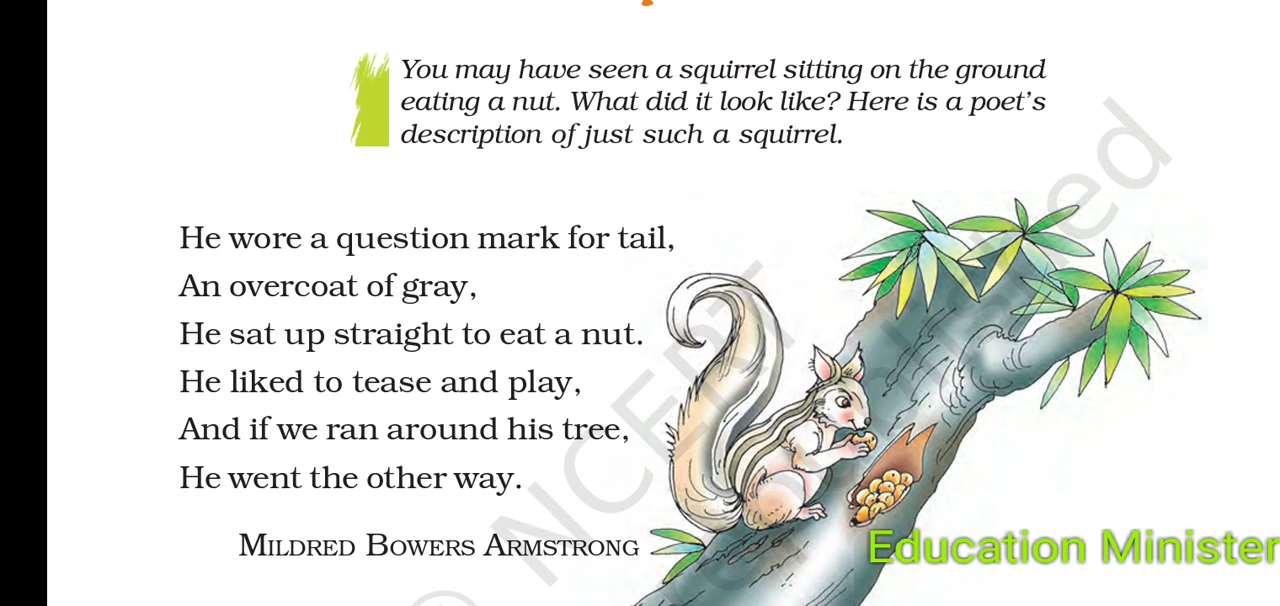 You may have seen a squirrel sitting on the ground
eating a nut. What did it look like? Here is a poet's
description of just such a squirrel.
He wore a question mark for tail,
An overcoat of gray,
He sat up straight to eat a nut.
He liked to tease and play,
And if we ran around his tree,
He went the other way.
MILDRED BOWERS ARMSTRONG
NCERT
Education Minister